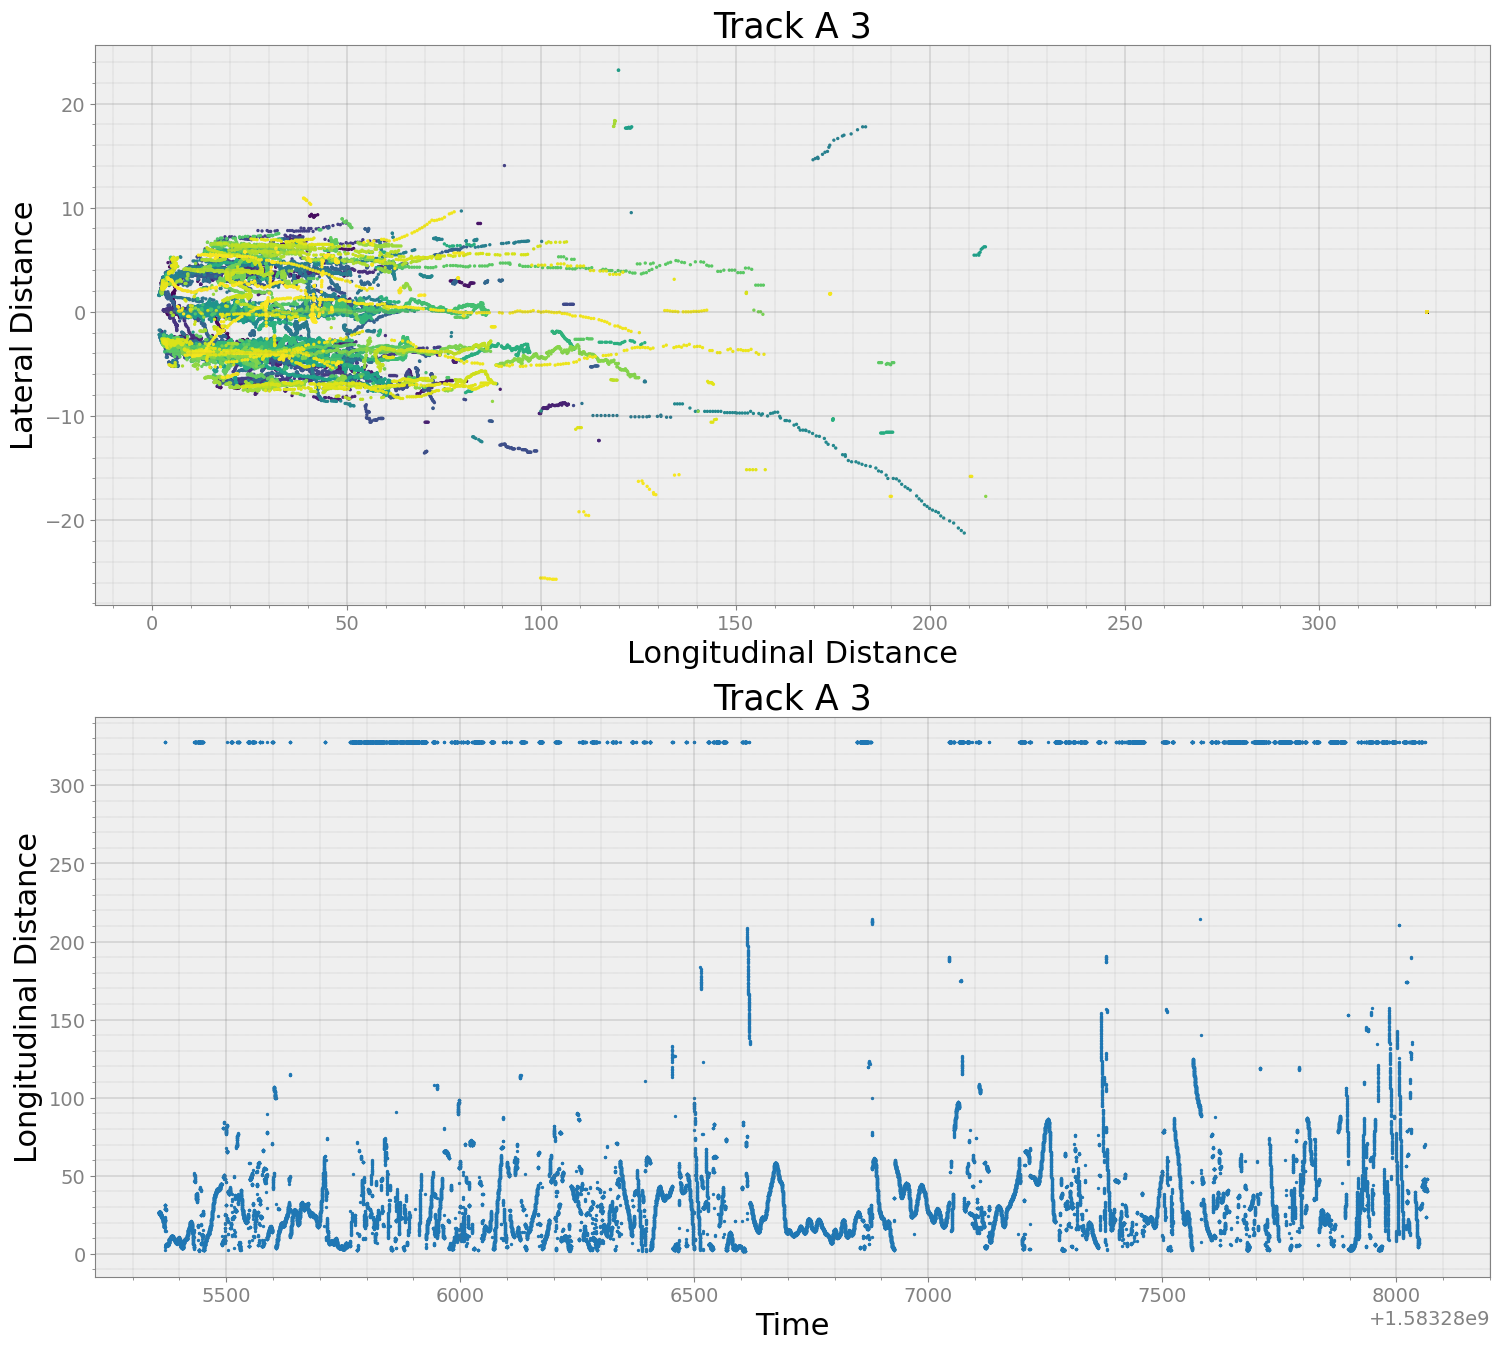 Track A 3
20
10
0
−10
−20
Lateral Distance
0 50 100 150 200 250 300
Longitudinal Distance
Track A 3
300
250
200
150
100
50
0
Longitudinal Distance
5500 6000 6500 7000 7500 8000
+1.58328e9
Time